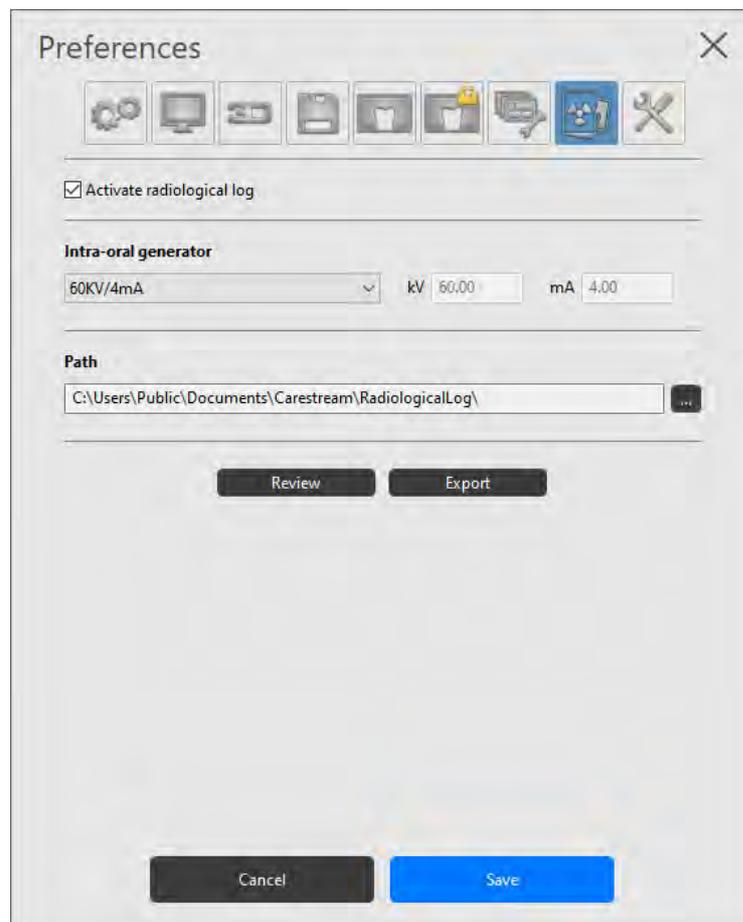 Preferences
3D
Activate radiological log
Intra-oral generator
60KV/4mA kV 60.00 mA 4.00
Path
C:\Users\Public\Documents\Carestream\RadiologicalLog\ ...
Review Export
Cancel Save